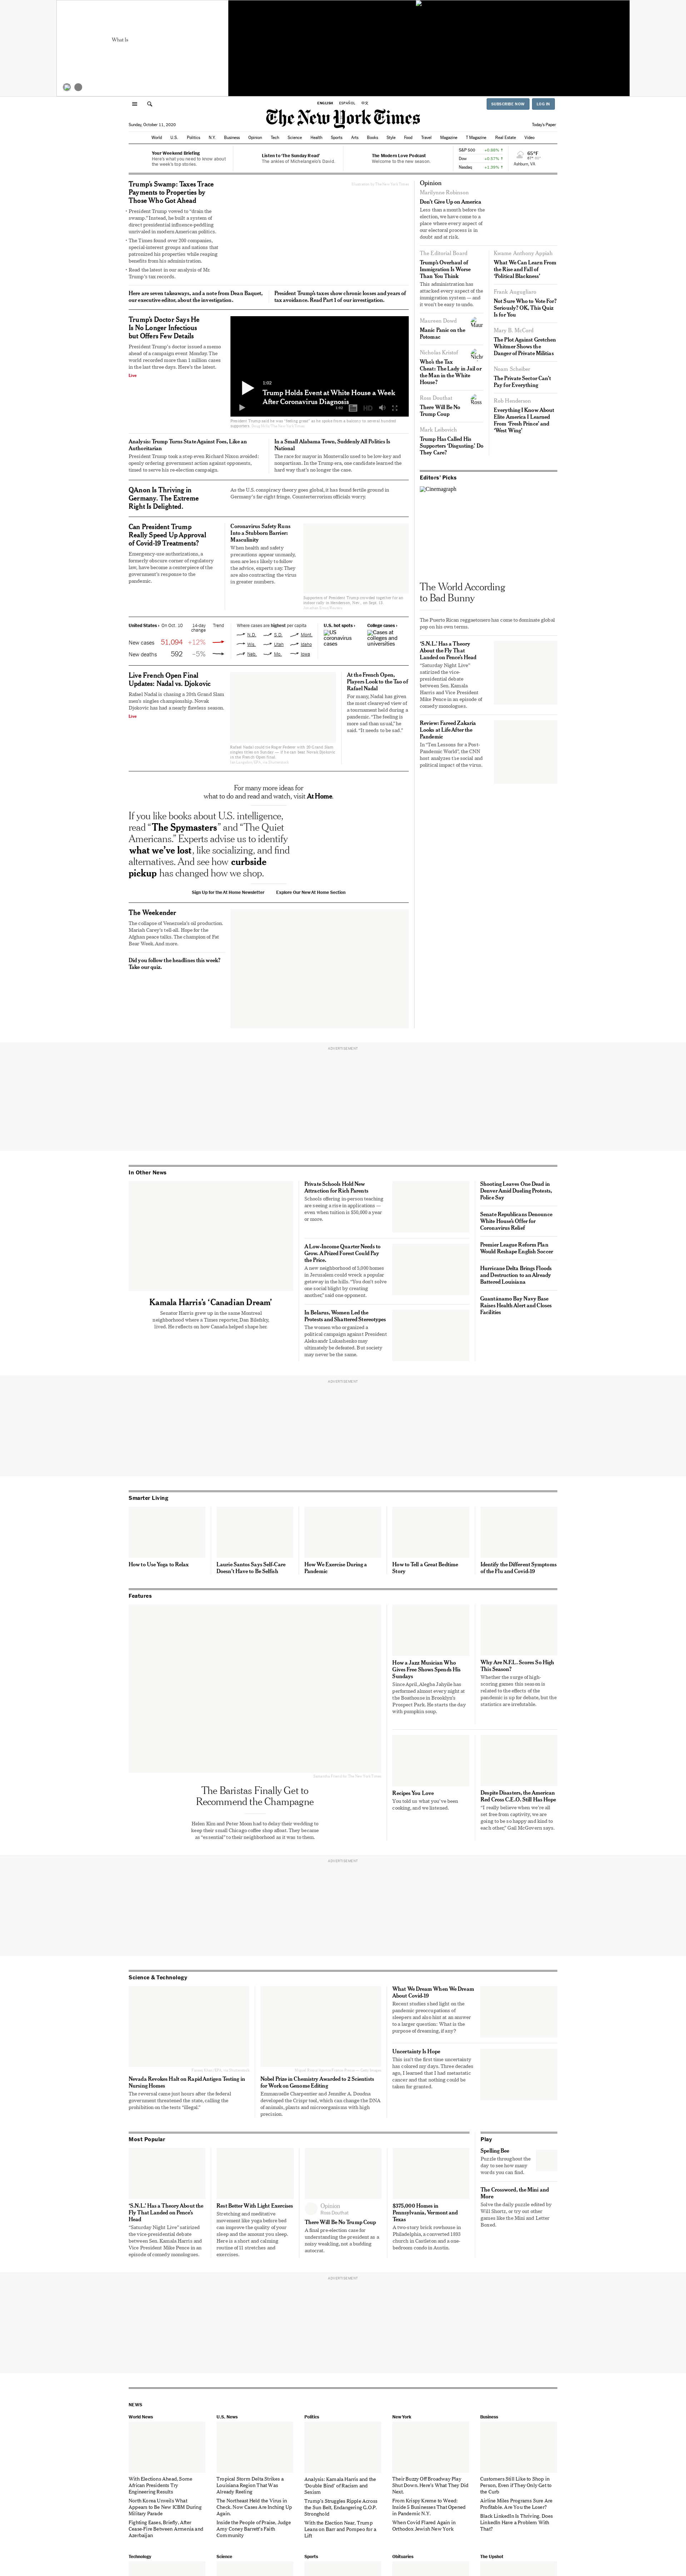 What Is
ENGLISH ESPAÑOL 中文
SUBSCRIBE NOW LOG IN
The New York Times
Sunday, October 11, 2020
Today's Paper
World U.S. Politics N.Y. Business Opinion Tech Science Health Sports Arts Books Style Food Travel Magazine T Magazine Real Estate Video
Your Weekend Briefing
Here's what you need to know about
the week's top stories.
Listen to 'The Sunday Read'
The ankles of Michelangelo's David.
The Modern Love Podcast
Welcome to the new season.
S&P 500 +0.88% ↑
Dow +0.57% ↑
Nasdaq +1.39% ↑
65°F
Ashburn, VA
Trump's Swamp: Taxes Trace
Payments to Properties by
Those Who Got Ahead
President Trump vowed to "drain the
swamp." Instead, he built a system of
direct presidential influence-peddling
unrivaled in modern American politics.
The Times found over 200 companies,
special-interest groups and nations that
patronized his properties while reaping
benefits from his administration.
Read the latest in our analysis of Mr.
Trump's tax records.
Here are seven takeaways, and a note from Dean Baquet,
our executive editor, about the investigation.
President Trump's taxes show chronic losses and years of
tax avoidance. Read Part 1 of our investigation.
Trump's Doctor Says He
Is No Longer Infectious
but Offers Few Details
President Trump's doctor issued a memo
ahead of a campaign event Monday. The
world recorded more than 1 million cases
in the last three days. Here's the latest.
Live
1:02
Trump Holds Event at White House a Week
After Coronavirus Diagnosis
1:02 HD
President Trump said he was "feeling great" as he spoke from a balcony to several hundred
supporters.
Analysis: Trump Turns State Against Foes, Like an
Authoritarian
President Trump took a step even Richard Nixon avoided:
openly ordering government action against opponents,
timed to serve his re-election campaign.
In a Small Alabama Town, Suddenly All Politics Is
National
The race for mayor in Montevallo used to be low-key and
nonpartisan. In the Trump era, one candidate learned the
hard way that's no longer the case.
QAnon Is Thriving in
Germany. The Extreme
Right Is Delighted.
As the U.S. conspiracy theory goes global, it has found fertile ground in
Germany's far-right fringe. Counterterrorism officials worry.
Can President Trump
Really Speed Up Approval
of Covid-19 Treatments?
Emergency-use authorizations, a
formerly obscure corner of regulatory
law, have become a centerpiece of the
government's response to the
pandemic.
Coronavirus Safety Runs
Into a Stubborn Barrier:
Masculinity
When health and safety
precautions appear unmanly,
men are less likely to follow
the advice, experts say. They
are also contracting the virus
in greater numbers.
Supporters of President Trump crowded together for an
indoor rally in Henderson, Nev., on Sept. 13.
United States › On Oct. 10 14-day
change Trend
New cases 51,094 +12%
New deaths 592 –5%
Where cases are highest per capita
N.D. S.D. Mont.
Wis. Utah Idaho
Neb. Mo. Iowa
U.S. hot spots ›
US
coronavirus
cases
College cases ›
Cases at
colleges and
universities
Live French Open Final
Updates: Nadal vs. Djokovic
Rafael Nadal is chasing a 20th Grand Slam
men's singles championship. Novak
Djokovic has had a nearly flawless season.
Live
At the French Open,
Players Look to the Tao of
Rafael Nadal
For many, Nadal has given
us the most cleareyed view of
a tournament held during a
pandemic. "The feeling is
more sad than usual," he
said. "It needs to be sad."
For many more ideas for
what to do and read and watch, visit At Home.
If you like books about U.S. intelligence,
read "The Spymasters" and "The Quiet
Americans." Experts advise us to identify
what we've lost, like socializing, and find
alternatives. And see how curbside
pickup has changed how we shop.
Sign Up for the At Home Newsletter Explore Our New At Home Section
The Weekender
The collapse of Venezuela's oil production.
Mariah Carey's tell-all. Hope for the
Afghan peace talks. The champion of Fat
Bear Week. And more.
Did you follow the headlines this week?
Take our quiz.
Opinion
Marilynne Robinson
Don't Give Up on America
Less than a month before the
election, we have come to a
place where every aspect of
our electoral process is in
doubt and at risk.
The Editorial Board
Trump's Overhaul of
Immigration Is Worse
Than You Think
This administration has
attacked every aspect of the
immigration system — and
it won't be easy to undo.
Maureen Dowd
Manic Panic on the
Potomac
Nicholas Kristof
Who's the Tax
Cheat: The Lady in Jail or
the Man in the White
House?
Ross Douthat
There Will Be No
Trump Coup
Mark Leibovich
Trump Has Called His
Supporters 'Disgusting.' Do
They Care?
Kwame Anthony Appiah
What We Can Learn From
the Rise and Fall of
'Political Blackness'
Frank Augugliaro
Not Sure Who to Vote For?
Seriously? OK, This Quiz
Is for You
Mary B. McCord
The Plot Against Gretchen
Whitmer Shows the
Danger of Private Militias
Noam Scheiber
The Private Sector Can't
Pay for Everything
Rob Henderson
Everything I Know About
Elite America I Learned
From 'Fresh Prince' and
'West Wing'
Editors' Picks
Cinemagraph
The World According
to Bad Bunny
The Puerto Rican reggaetonero has come to dominate global
pop on his own terms.
'S.N.L.' Has a Theory
About the Fly That
Landed on Pence's Head
"Saturday Night Live"
satirized the vice-
presidential debate
between Sen. Kamala
Harris and Vice President
Mike Pence in an episode of
comedy monologues.
Review: Fareed Zakaria
Looks at Life After the
Pandemic
In "Ten Lessons for a Post-
Pandemic World", the CNN
host analyzes the social and
political impact of the virus.
ADVERTISEMENT
In Other News
Kamala Harris's 'Canadian Dream'
Senator Harris grew up in the same Montreal
neighborhood where a Times reporter, Dan Bilefsky,
lived. He reflects on how Canada helped shape her.
Private Schools Hold New
Attraction for Rich Parents
Schools offering in-person teaching
are seeing a rise in applications —
even when tuition is $50,000 a year
or more.
A Low-Income Quarter Needs to
Grow. A Prized Forest Could Pay
the Price.
A new neighborhood of 5,000 homes
in Jerusalem could wreck a popular
getaway in the hills. "You don't solve
one social blight by creating
another," said one opponent.
In Belarus, Women Led the
Protests and Shattered Stereotypes
The women who organized a
political campaign against President
Aleksandr Lukashenko may
ultimately be defeated. But society
may never be the same.
Shooting Leaves One Dead in
Denver Amid Dueling Protests,
Police Say
Senate Republicans Denounce
White House's Offer for
Coronavirus Relief
Premier League Reform Plan
Would Reshape English Soccer
Hurricane Delta Brings Floods
and Destruction to an Already
Battered Louisiana
Guantánamo Bay Navy Base
Raises Health Alert and Closes
Facilities
ADVERTISEMENT
Smarter Living
How to Use Yoga to Relax
Laurie Santos Says Self-Care
Doesn't Have to Be Selfish
How We Exercise During a
Pandemic
How to Tell a Great Bedtime
Story
Identify the Different Symptoms
of the Flu and Covid-19
Features
The Baristas Finally Get to
Recommend the Champagne
Helen Kim and Peter Moon had to delay their wedding to
keep their small Chicago coffee shop afloat. They became
as "essential" to their neighborhood as it was to them.
How a Jazz Musician Who
Gives Free Shows Spends His
Sundays
Since April, Alegba Jahyile has
performed almost every night at
the Boathouse in Brooklyn's
Prospect Park. He starts the day
with pumpkin soup.
Why Are N.F.L. Scores So High
This Season?
Whether the surge of high-
scoring games this season is
related to the effects of the
pandemic is up for debate, but the
statistics are irrefutable.
Recipes You Love
You told us what you've been
cooking, and we listened.
Despite Disasters, the American
Red Cross C.E.O. Still Has Hope
"I really believe when we're all
set free from captivity, we are
going to be so happy and kind to
each other," Gail McGovern says.
ADVERTISEMENT
Science & Technology
Nevada Revokes Halt on Rapid Antigen Testing in
Nursing Homes
The reversal came just hours after the federal
government threatened the state, calling the
prohibition on the tests "illegal."
Nobel Prize in Chemistry Awarded to 2 Scientists
for Work on Genome Editing
Emmanuelle Charpentier and Jennifer A. Doudna
developed the Crispr tool, which can change the DNA
of animals, plants and microorganisms with high
precision.
What We Dream When We Dream
About Covid-19
Recent studies shed light on the
pandemic preoccupations of
sleepers and also hint at an answer
to a larger question: What is the
purpose of dreaming, if any?
Uncertainty Is Hope
This isn't the first time uncertainty
has colored my days. Three decades
ago, I learned that I had metastatic
cancer and that nothing could be
taken for granted.
Most Popular
'S.N.L.' Has a Theory About the
Fly That Landed on Pence's
Head
"Saturday Night Live" satirized
the vice-presidential debate
between Sen. Kamala Harris and
Vice President Mike Pence in an
episode of comedy monologues.
Rest Better With Light Exercises
Stretching and meditative
movement like yoga before bed
can improve the quality of your
sleep and the amount you sleep.
Here is a short and calming
routine of 11 stretches and
exercises.
Opinion
Ross Douthat
There Will Be No Trump Coup
A final pre-election case for
understanding the president as a
noisy weakling, not a budding
autocrat.
$375,000 Homes in
Pennsylvania, Vermont and
Texas
A two-story brick rowhouse in
Philadelphia, a converted 1893
church in Castleton and a one-
bedroom condo in Austin.
Play
Spelling Bee
Puzzle throughout the
day to see how many
words you can find.
The Crossword, the Mini and
More
Solve the daily puzzle edited by
Will Shortz, or try out other
games like the Mini and Letter
Boxed.
ADVERTISEMENT
NEWS
World News
With Elections Ahead, Some
African Presidents Try
Engineering Results
North Korea Unveils What
Appears to Be New ICBM During
Military Parade
Fighting Eases, Briefly, After
Cease-Fire Between Armenia and
Azerbaijan
U.S. News
Tropical Storm Delta Strikes a
Louisiana Region That Was
Already Reeling
The Northeast Held the Virus in
Check. Now Cases Are Inching Up
Again.
Inside the People of Praise, Judge
Amy Coney Barrett's Faith
Community
Politics
Analysis: Kamala Harris and the
'Double Bind' of Racism and
Sexism
Trump's Struggles Ripple Across
the Sun Belt, Endangering G.O.P.
Stronghold
With the Election Near, Trump
Leans on Barr and Pompeo for a
Lift
New York
Their Buzzy Off Broadway Play
Shut Down. Here's What They Did
Next.
From Krispy Kreme to Weed:
Inside 5 Businesses That Opened
in Pandemic N.Y.
When Covid Flared Again in
Orthodox Jewish New York
Business
Customers Still Like to Shop in
Person, Even if They Only Get to
the Curb
Airline Miles Programs Sure Are
Profitable. Are You the Loser?
Black LinkedIn Is Thriving. Does
LinkedIn Have a Problem With
That?
Technology
Science
Sports
Obituaries
The Upshot